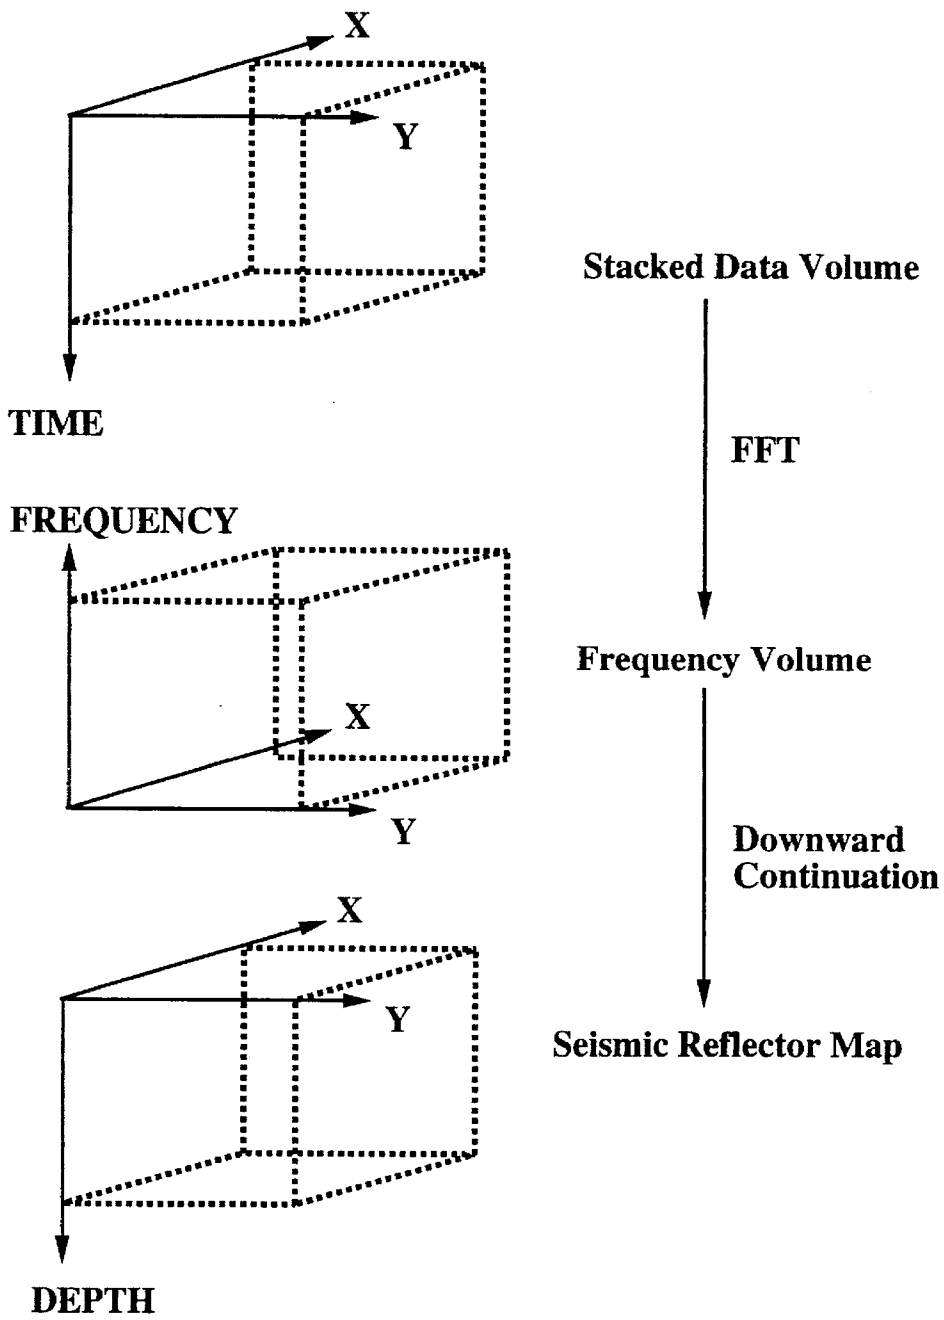 X
Y
Stacked Data Volume
TIME
FFT
FREQUENCY
Frequency Volume
X
Y
Downward
Continuation
X
Y
Seismic Reflector Map
DEPTH